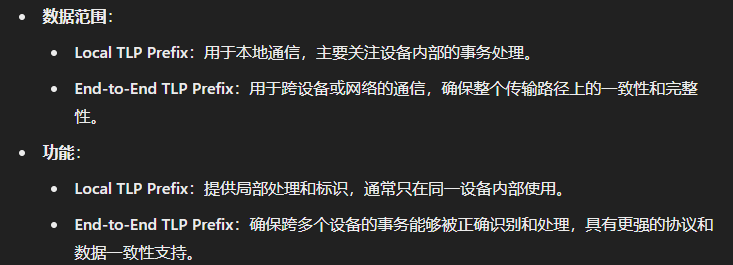 数据范围：
Local TLP Prefix：用于本地通信，主要关注设备内部的事务处理。
End-to-End TLP Prefix：用于跨设备或网络的通信，确保整个传输路径上的一致性和完整
性。
功能：
Local TLP Prefix：提供局部处理和标识，通常只在同一设备内部使用。
End-to-End TLP Prefix：确保跨多个设备的事务能够被正确识别和处理，具有更强的协议和
数据一致性支持。